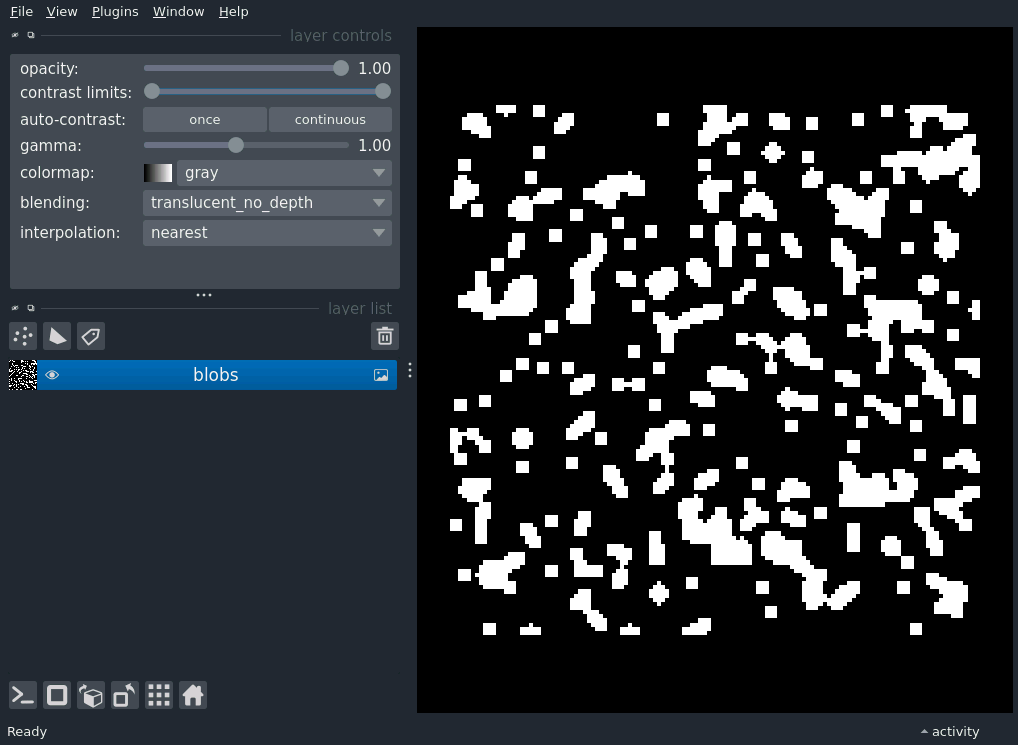 File View Plugins Window Help
layer controls
opacity: 1.00
contrast limits:
auto-contrast: once continuous
gamma: 1.00
colormap: gray
blending: translucent_no_depth
interpolation: nearest
layer list
blobs
Ready activity